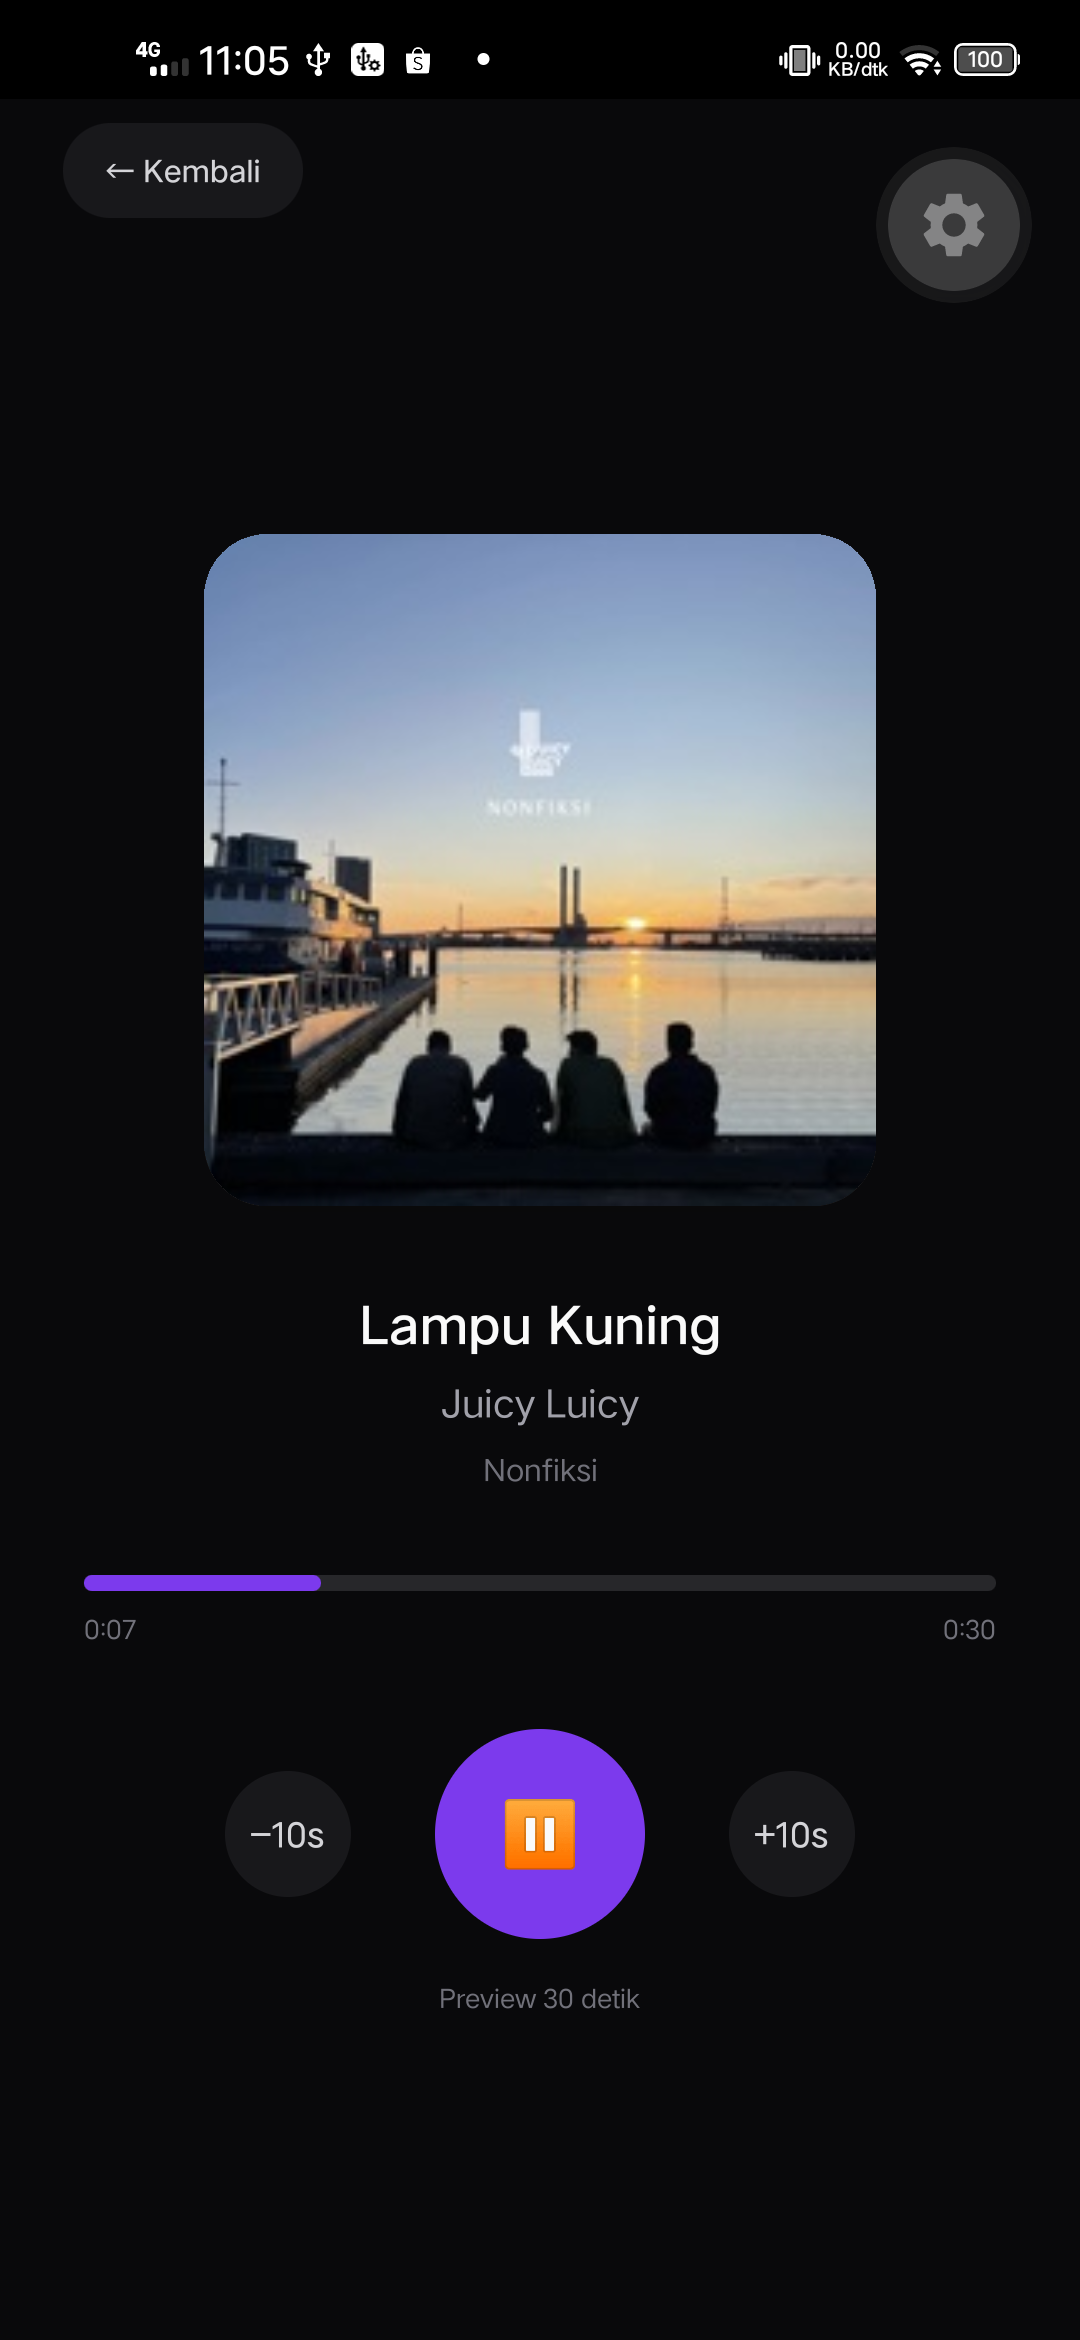 4G 11:05 0.00 KB/dtk 100
← Kembali
NONFIKSI
Lampu Kuning
Juicy Luicy
Nonfiksi
0:07 0:30
−10s +10s
Preview 30 detik